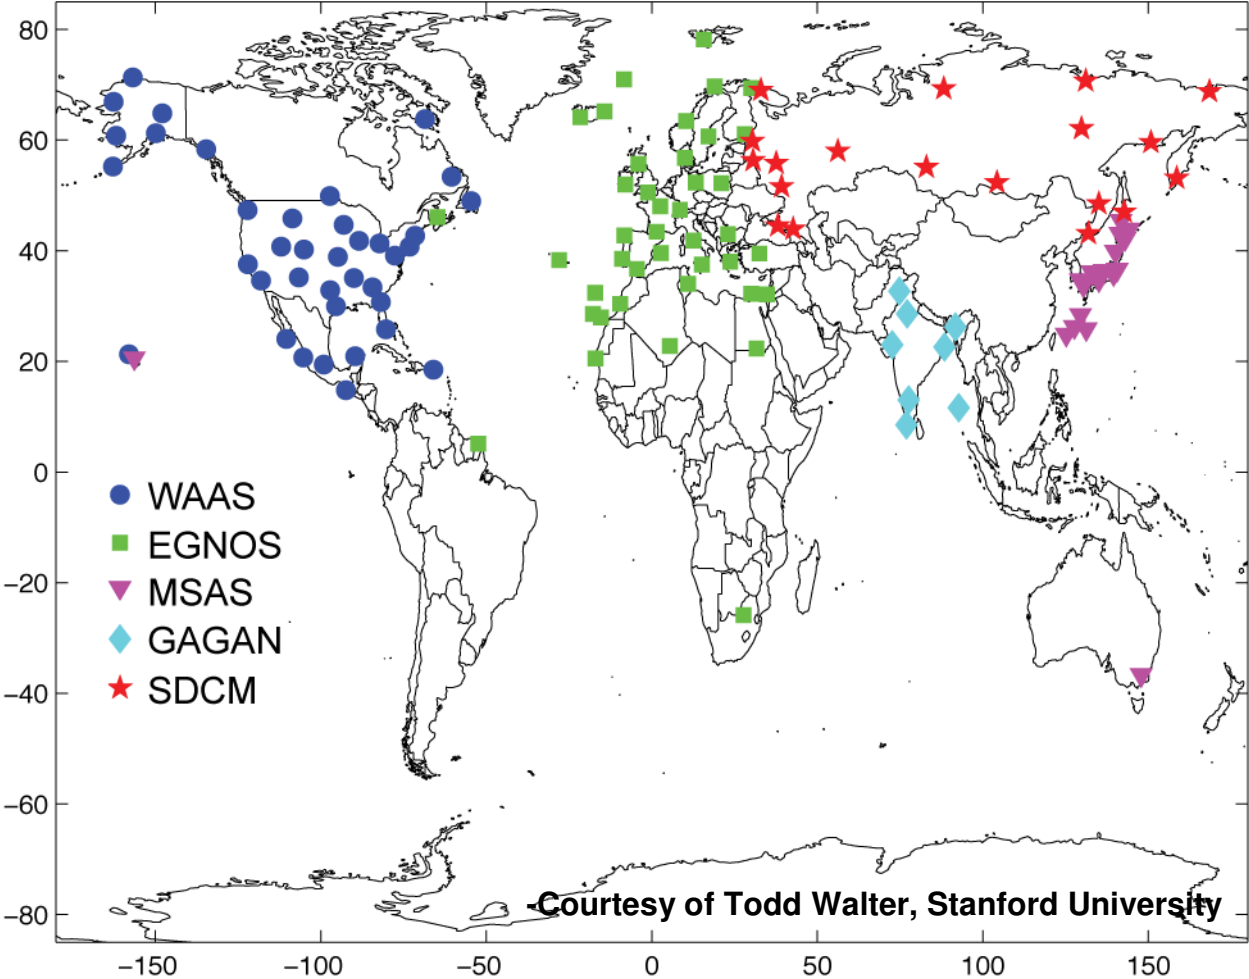 80
60
40
20
0
−20
−40
−60
−80
WAAS
EGNOS
MSAS
GAGAN
SDCM
Courtesy of Todd Walter, Stanford University
−150 −100 −50 0 50 100 150